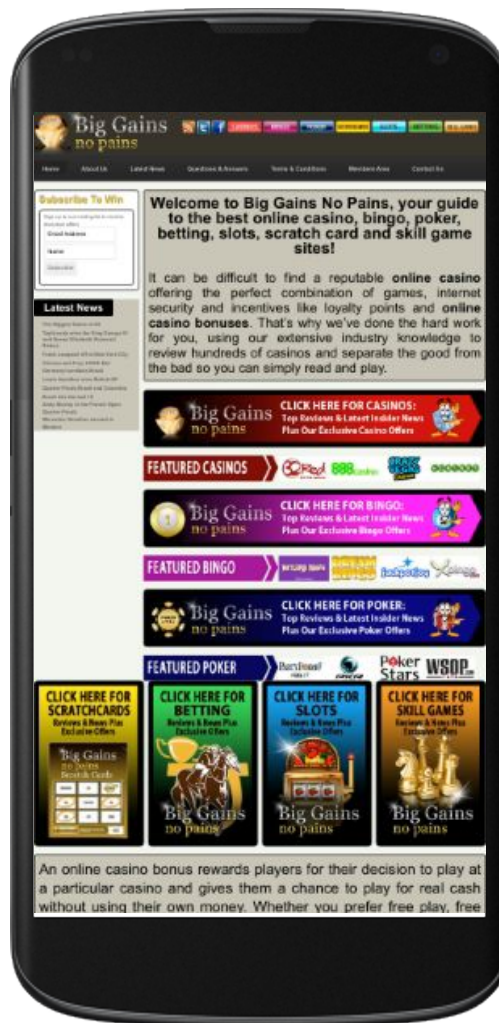 Big Gains
no pains
Home About Us Latest News Questions & Answers Terms & Conditions Members Area Contact Us
Subscribe To Win
Email Address
Name
Latest News
Welcome to Big Gains No Pains, your guide
to the best online casino, bingo, poker,
betting, slots, scratch card and skill game
sites!
It can be difficult to find a reputable online casino
offering the perfect combination of games, internet
security and incentives like loyalty points and online
casino bonuses. That's why we've done the hard work
for you, using our extensive industry knowledge to
review hundreds of casinos and separate the good from
the bad so you can simply read and play.
Big Gains
no pains
CLICK HERE FOR CASINOS:
Top Reviews & Latest Insider News
Plus Our Exclusive Casino Offers
FEATURED CASINOS
32Red
888casino
CRAZY VEGAS
Big Gains
no pains
CLICK HERE FOR BINGO:
Top Reviews & Latest Insider News
Plus Our Exclusive Bingo Offers
FEATURED BINGO
jackpotjoy
Big Gains
no pains
CLICK HERE FOR POKER:
Top Reviews & Latest Insider News
Plus Our Exclusive Poker Offers
FEATURED POKER
Poker
Stars
WSOP.com
CLICK HERE FOR
SCRATCHCARDS
Reviews & News Plus
Exclusive Offers
Big Gains
no pains
Scratch Cards
CLICK HERE FOR
BETTING
Reviews & News Plus
Exclusive Offers
Big Gains
no pains
CLICK HERE FOR
SLOTS
Reviews & News Plus
Exclusive Offers
Big Gains
no pains
CLICK HERE FOR
SKILL GAMES
Reviews & News Plus
Exclusive Offers
Big Gains
no pains
An online casino bonus rewards players for their decision to play at
a particular casino and gives them a chance to play for real cash
without using their own money. Whether you prefer free play, free